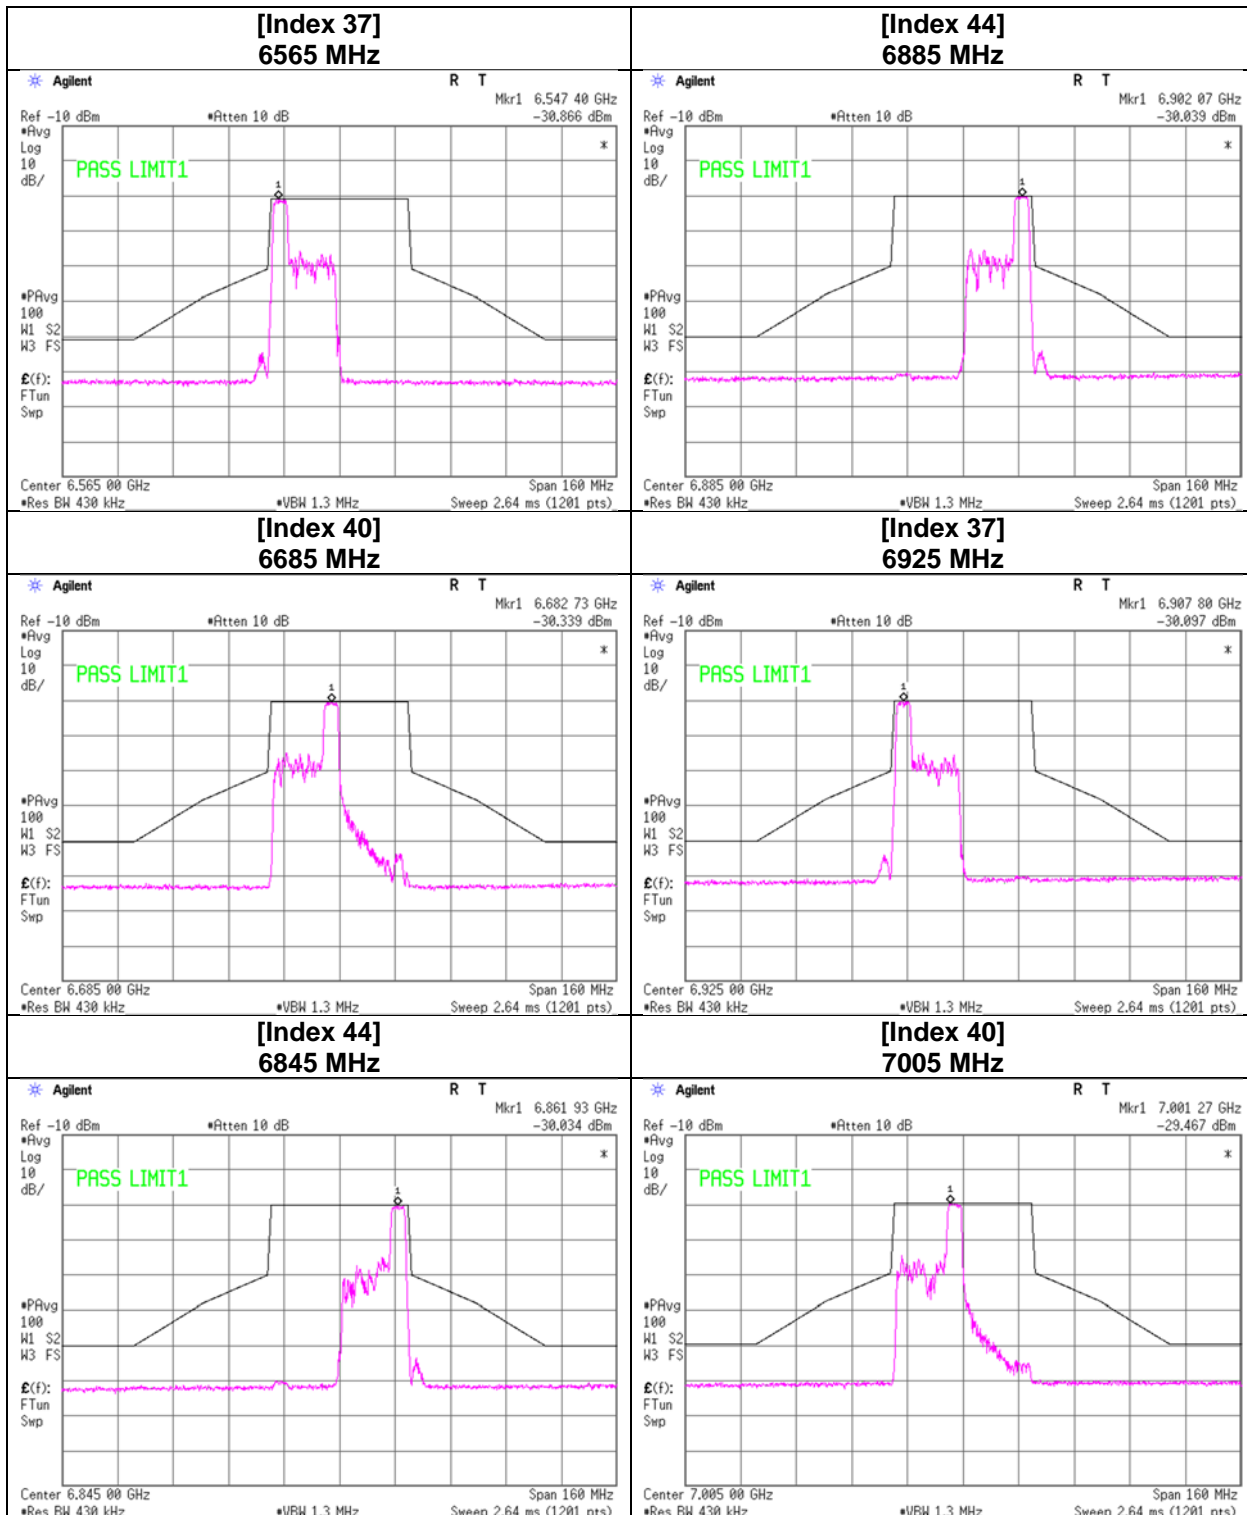 [Index 37]
6565 MHz
Agilent
R T
Mkr1 6.547 40 GHz
Ref -10 dBm
#Atten 10 dB
-30.866 dBm
#Avg
Log
10
dB/
PASS LIMIT1
*
1
#PAvg
100
W1 S2
W3 FS
£(f):
FTun
Swp
Center 6.565 00 GHz
Span 160 MHz
#Res BW 430 kHz
#VBW 1.3 MHz
Sweep 2.64 ms (1201 pts)
[Index 44]
6885 MHz
Agilent
R T
Mkr1 6.902 07 GHz
Ref -10 dBm
#Atten 10 dB
-30.039 dBm
#Avg
Log
10
dB/
PASS LIMIT1
*
1
#PAvg
100
W1 S2
W3 FS
£(f):
FTun
Swp
Center 6.885 00 GHz
Span 160 MHz
#Res BW 430 kHz
#VBW 1.3 MHz
Sweep 2.64 ms (1201 pts)
[Index 40]
6685 MHz
Agilent
R T
Mkr1 6.682 73 GHz
Ref -10 dBm
#Atten 10 dB
-30.339 dBm
#Avg
Log
10
dB/
PASS LIMIT1
*
1
#PAvg
100
W1 S2
W3 FS
£(f):
FTun
Swp
Center 6.685 00 GHz
Span 160 MHz
#Res BW 430 kHz
#VBW 1.3 MHz
Sweep 2.64 ms (1201 pts)
[Index 37]
6925 MHz
Agilent
R T
Mkr1 6.907 80 GHz
Ref -10 dBm
#Atten 10 dB
-30.097 dBm
#Avg
Log
10
dB/
PASS LIMIT1
*
1
#PAvg
100
W1 S2
W3 FS
£(f):
FTun
Swp
Center 6.925 00 GHz
Span 160 MHz
#Res BW 430 kHz
#VBW 1.3 MHz
Sweep 2.64 ms (1201 pts)
[Index 44]
6845 MHz
Agilent
R T
Mkr1 6.861 93 GHz
Ref -10 dBm
#Atten 10 dB
-30.034 dBm
#Avg
Log
10
dB/
PASS LIMIT1
*
1
#PAvg
100
W1 S2
W3 FS
£(f):
FTun
Swp
Center 6.845 00 GHz
Span 160 MHz
#Res BW 430 kHz
#VBW 1.3 MHz
Sweep 2.64 ms (1201 pts)
[Index 40]
7005 MHz
Agilent
R T
Mkr1 7.001 27 GHz
Ref -10 dBm
#Atten 10 dB
-29.467 dBm
#Avg
Log
10
dB/
PASS LIMIT1
*
1
#PAvg
100
W1 S2
W3 FS
£(f):
FTun
Swp
Center 7.005 00 GHz
Span 160 MHz
#Res BW 430 kHz
#VBW 1.3 MHz
Sweep 2.64 ms (1201 pts)